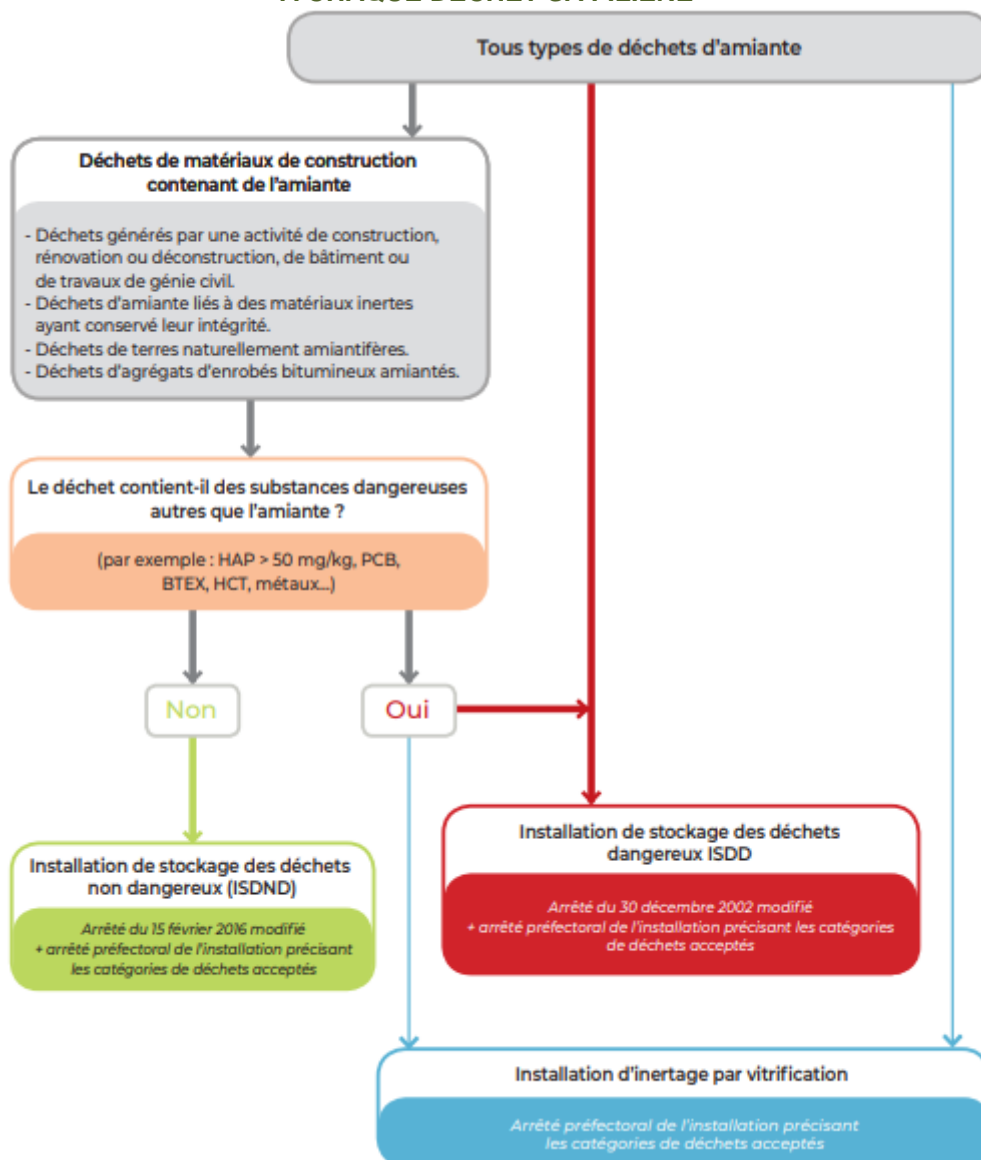 Tous types de déchets d'amiante
Déchets de matériaux de construction
contenant de l'amiante
- Déchets générés par une activité de construction,
rénovation ou déconstruction, de bâtiment ou
de travaux de génie civil.
- Déchets d'amiante liés à des matériaux inertes
ayant conservé leur intégrité.
- Déchets de terres naturellement amiantifères.
- Déchets d'agrégats d'enrobés bitumineux amiantés.
Le déchet contient-il des substances dangereuses
autres que l'amiante ?
(par exemple : HAP > 50 mg/kg, PCB,
BTEX, HCT, métaux...)
Non
Oui
Installation de stockage des déchets
non dangereux (ISDND)
Arrêté du 15 février 2016 modifié
+ arrêté préfectoral de l'installation précisant
les catégories de déchets acceptés
Installation de stockage des déchets
dangereux ISDD
Arrêté du 30 décembre 2002 modifié
+ arrêté préfectoral de l'installation précisant les catégories
de déchets acceptés
Installation d'inertage par vitrification
Arrêté préfectoral de l'installation précisant
les catégories de déchets acceptés